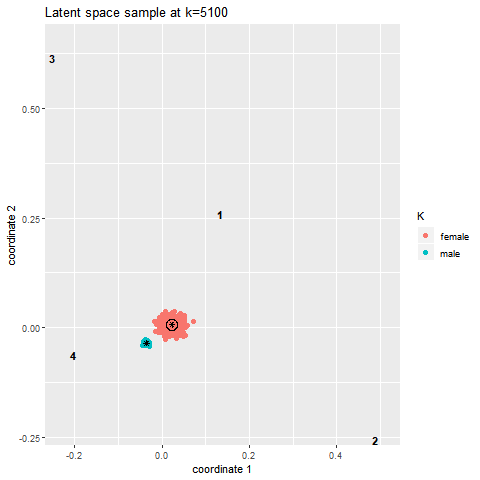 Latent space sample at k=5100
3
0.50
1
0.25
coordinate 2
K
female
male
0.00
4
-0.25
2
-0.2
0.0
0.2
0.4
coordinate 1